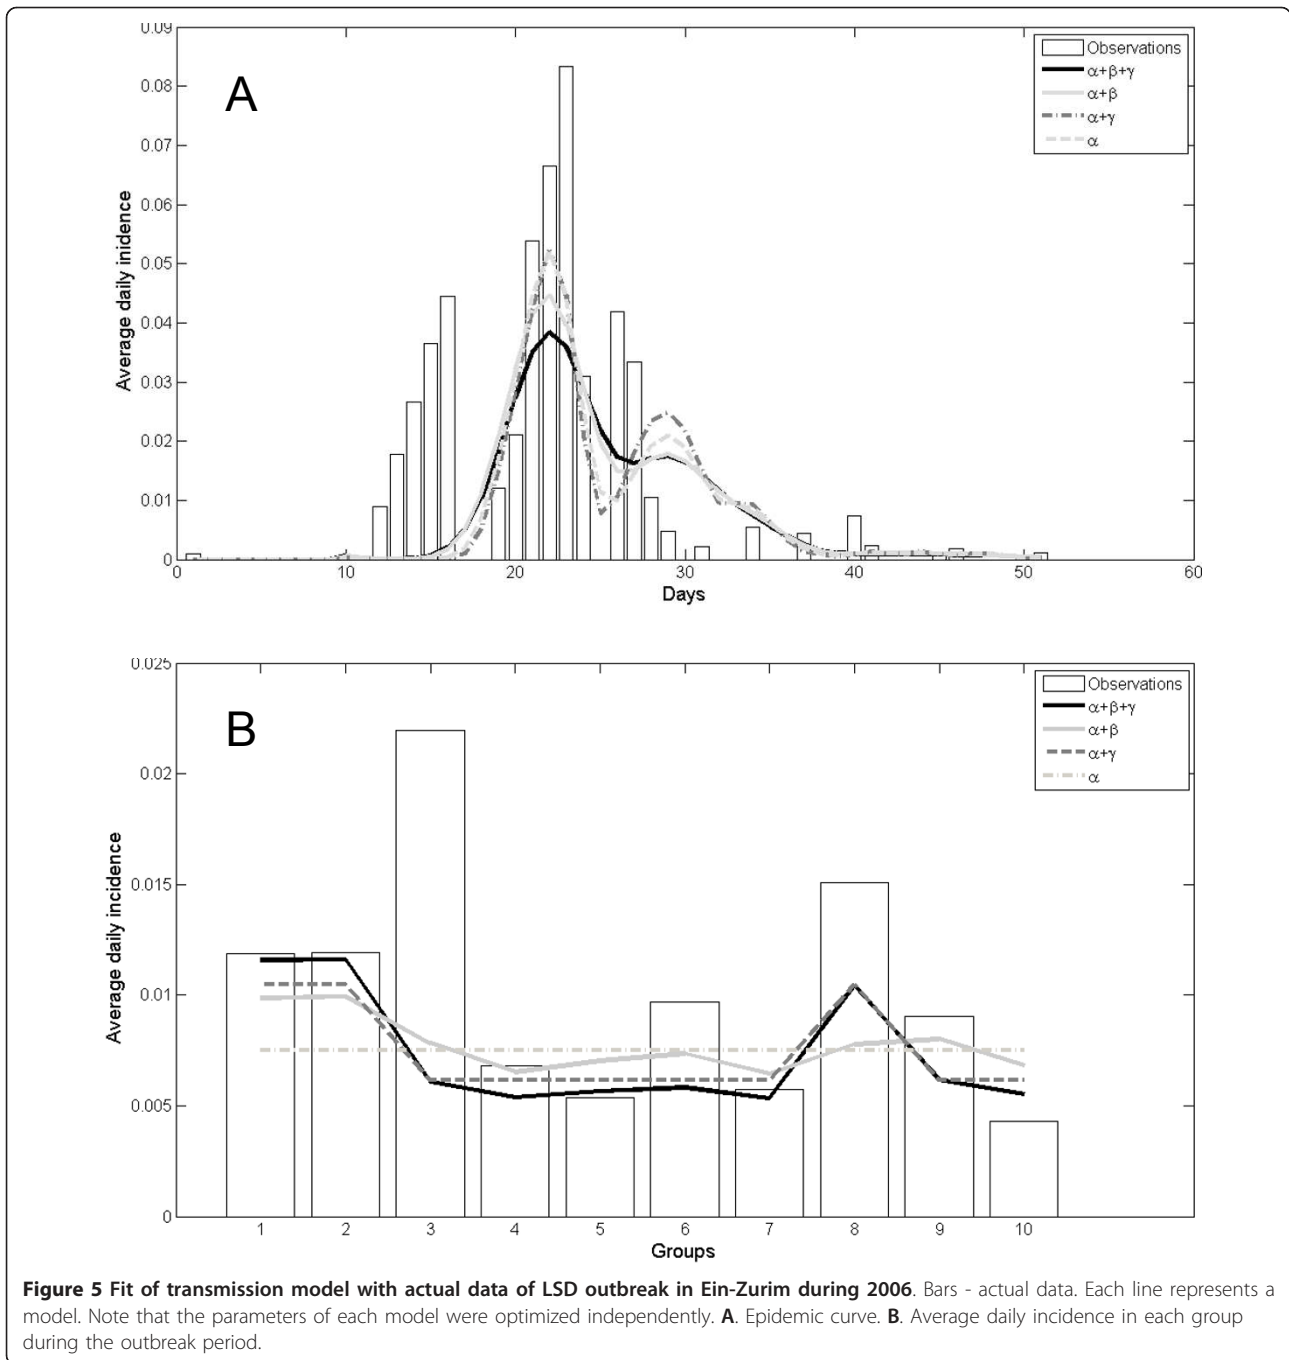 0.09
Observations
α+β+γ
α+β
α+γ
α
A
0.08
0.07
0.06
0.05
0.04
0.03
0.02
0.01
0
Average daily inidence
0 10 20 30 40 50 60
Days
0.025
Observations
α+β+γ
α+β
α+γ
α
B
0.02
0.015
0.01
0.005
0
Average daily incidence
1 2 3 4 5 6 7 8 9 10
Groups
Figure 5 Fit of transmission model with actual data of LSD outbreak in Ein-Zurim during 2006. Bars - actual data. Each line represents a
model. Note that the parameters of each model were optimized independently. A. Epidemic curve. B. Average daily incidence in each group
during the outbreak period.